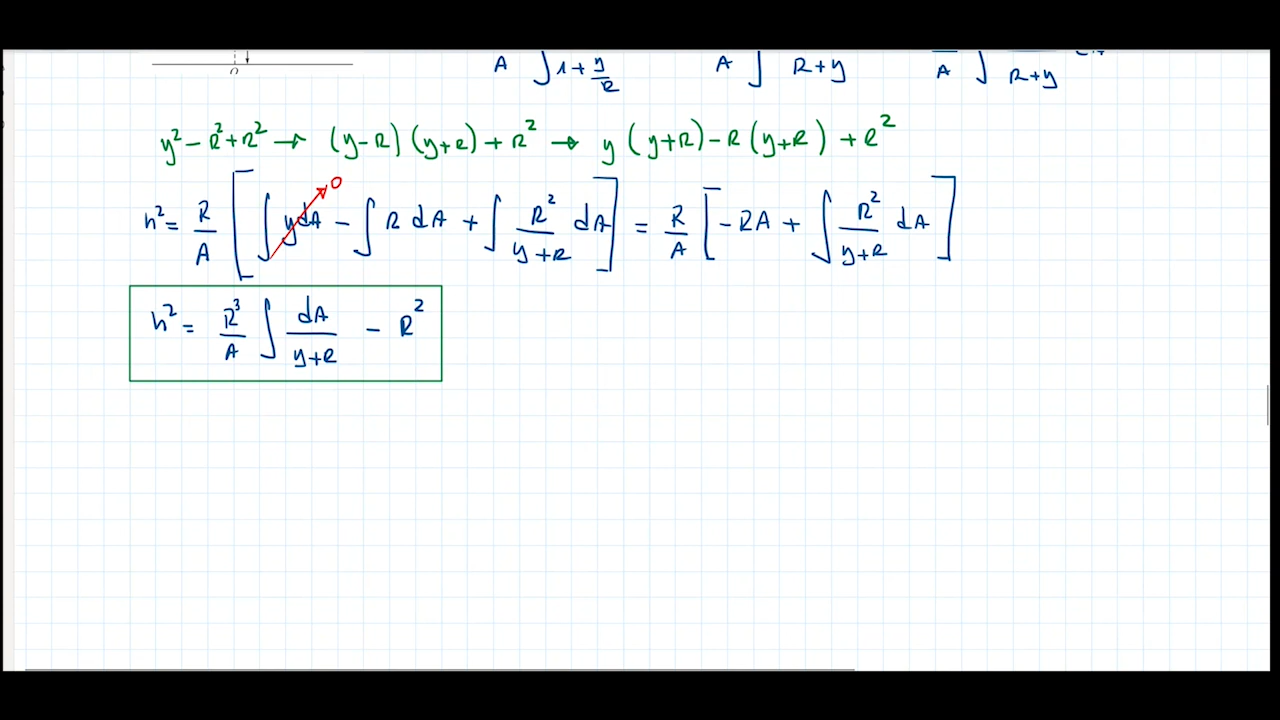 A ∫ 1 + y/R A ∫ R+y A ∫ R+y
y² − R² + R² → (y−R)(y+R) + R² → y(y+R) − R(y+R) + R²
h² = R/A [ ∫ y dA → 0 − ∫ R dA + ∫ R²/(y+R) dA ] = R/A [ −RA + ∫ R²/(y+R) dA ]
h² = R³/A ∫ dA/(y+R) − R²